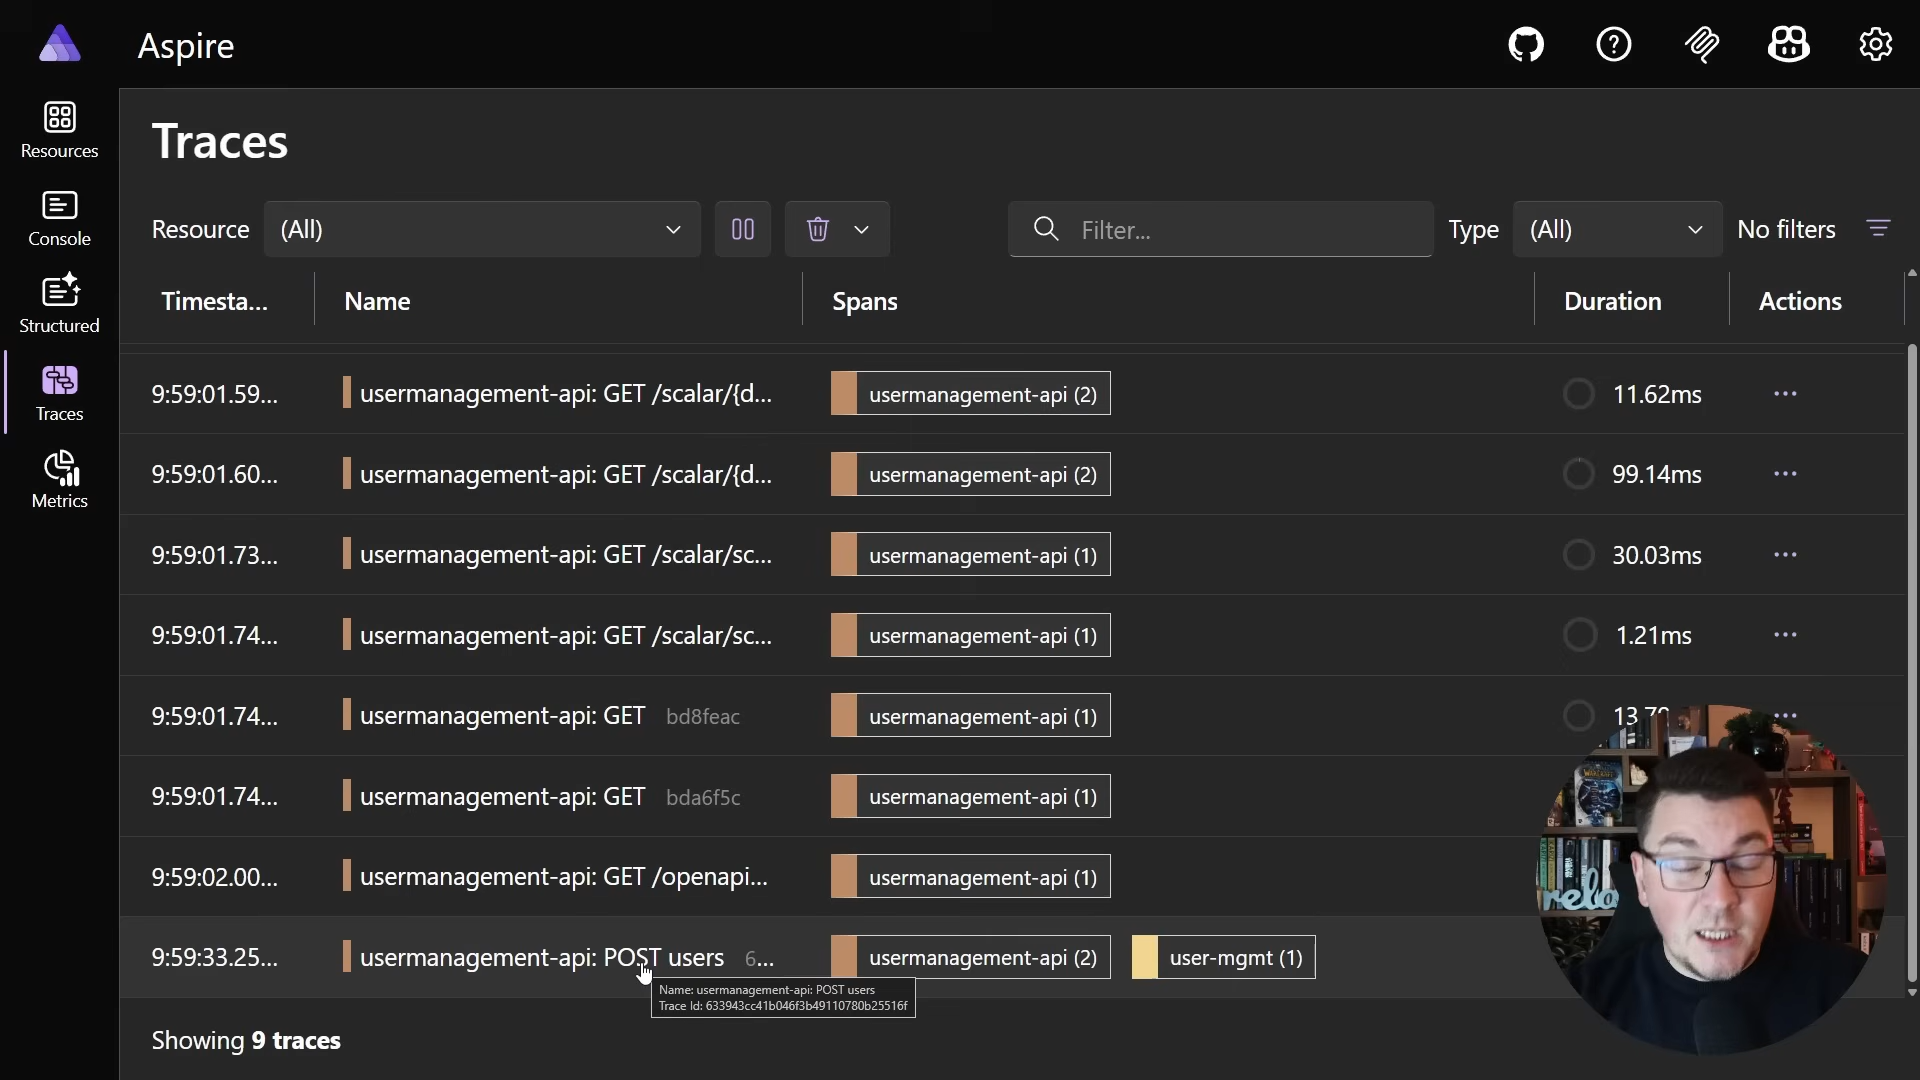 Aspire
Resources
Console
Structured
Traces
Metrics
Traces
Resource (All) Filter... Type (All) No filters
Timesta... Name Spans Duration Actions
9:59:01.59... usermanagement-api: GET /scalar/{d... usermanagement-api (2) 11.62ms ...
9:59:01.60... usermanagement-api: GET /scalar/{d... usermanagement-api (2) 99.14ms ...
9:59:01.73... usermanagement-api: GET /scalar/sc... usermanagement-api (1) 30.03ms ...
9:59:01.74... usermanagement-api: GET /scalar/sc... usermanagement-api (1) 1.21ms ...
9:59:01.74... usermanagement-api: GET bd8feac usermanagement-api (1)
9:59:01.74... usermanagement-api: GET bda6f5c usermanagement-api (1)
9:59:02.00... usermanagement-api: GET /openapi... usermanagement-api (1)
9:59:33.25... usermanagement-api: POST users 6... usermanagement-api (2) user-mgmt (1)
Name: usermanagement-api: POST users
Trace Id: 633943cc41b046f3b49110780b25516f
Showing 9 traces